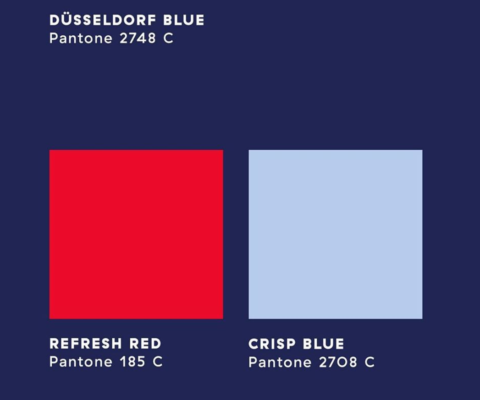 DÜSSELDORF BLUE
Pantone 2748 C
REFRESH RED
Pantone 185 C
CRISP BLUE
Pantone 2708 C